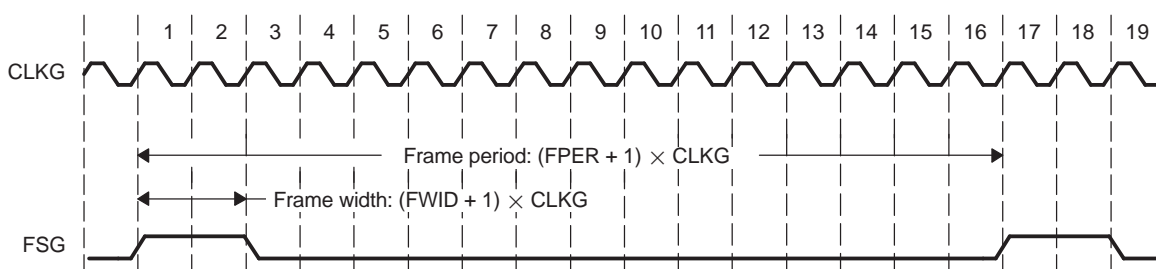 1 2 3 4 5 6 7 8 9 10 11 12 13 14 15 16 17 18 19
CLKG
Frame period: (FPER + 1) × CLKG
Frame width: (FWID + 1) × CLKG
FSG